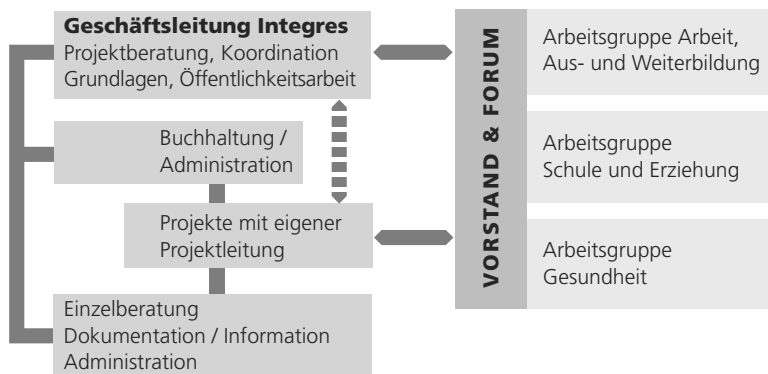 Geschäftsleitung Integres
Projektberatung, Koordination
Grundlagen, Öffentlichkeitsarbeit
Buchhaltung /
Administration
Projekte mit eigener
Projektleitung
Einzelberatung
Dokumentation / Information
Administration
VORSTAND & FORUM
Arbeitsgruppe Arbeit,
Aus- und Weiterbildung
Arbeitsgruppe
Schule und Erziehung
Arbeitsgruppe
Gesundheit